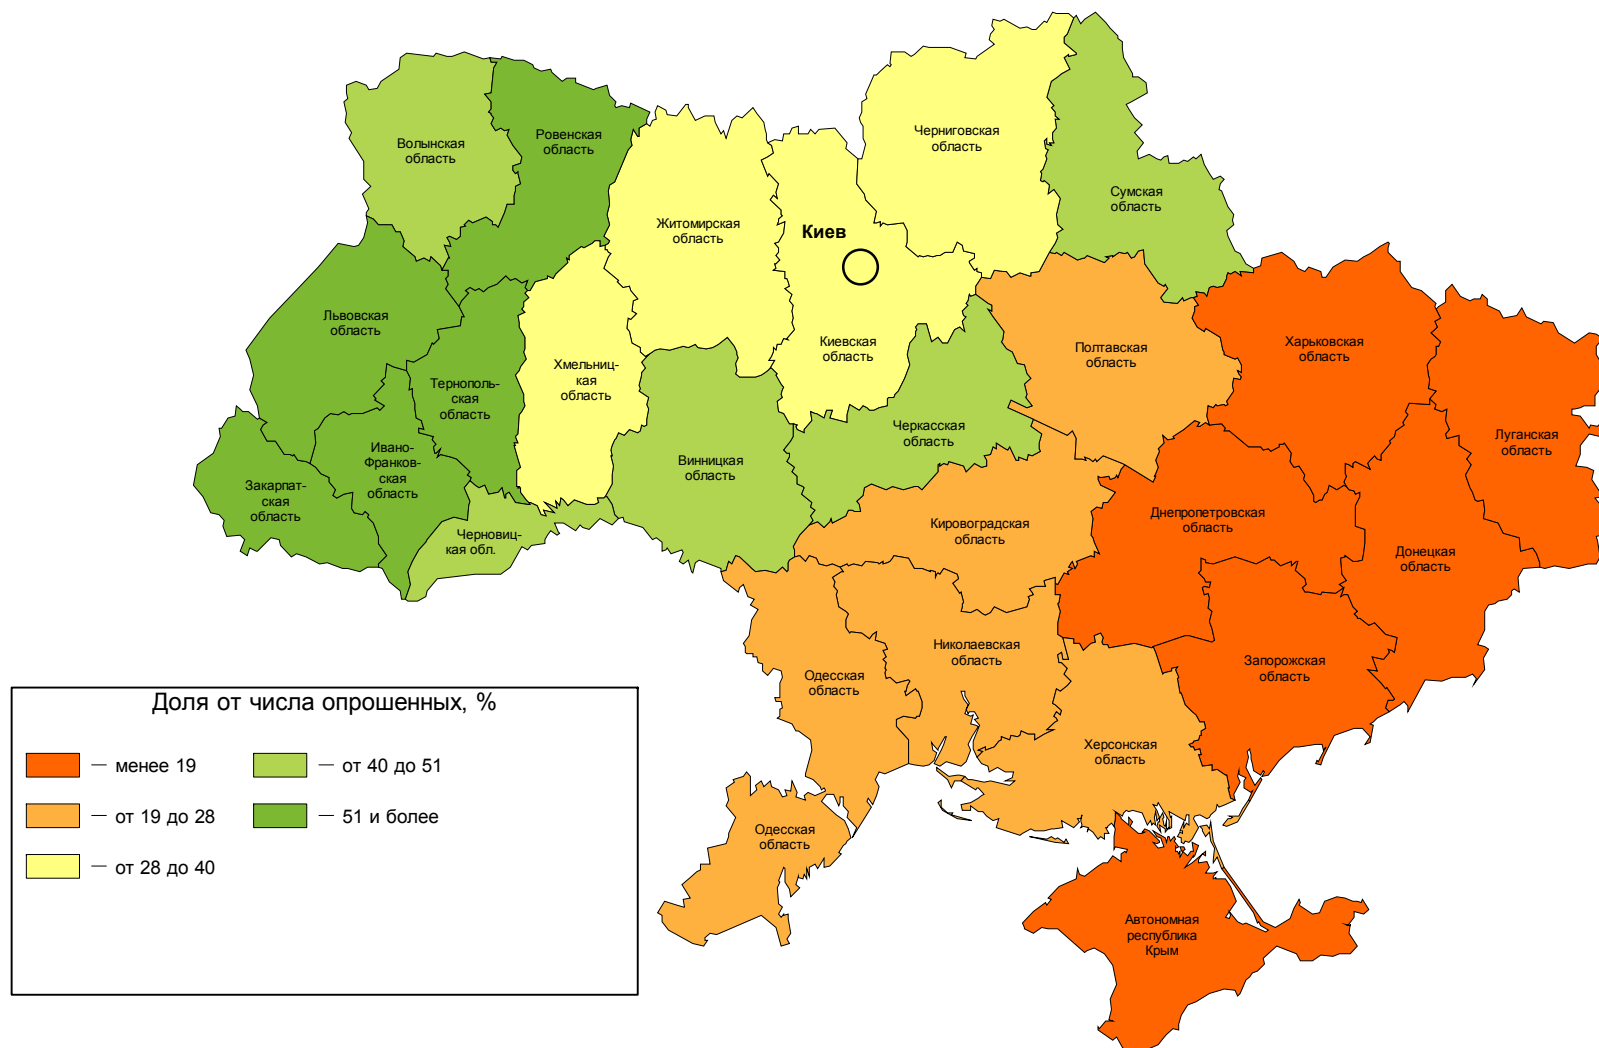 Черниговская
область
Ровенская
область
Волынская
область
Сумская
область
Житомирская
область
Киев
Львовская
область
Киевская
область
Полтавская
область
Харьковская
область
Хмельниц-
кая
область
Тернополь-
ская
область
Черкасская
область
Луганская
область
Ивано-
Франков-
ская
область
Винницкая
область
Закарпат-
ская
область
Черновиц-
кая обл.
Кировоградская
область
Днепропетровская
область
Донецкая
область
Николаевская
область
Одесская
область
Запорожская
область
Херсонская
область
Одесская
область
Автономная
республика
Крым
Доля от числа опрошенных, %
— менее 19
— от 19 до 28
— от 28 до 40
— от 40 до 51
— 51 и более